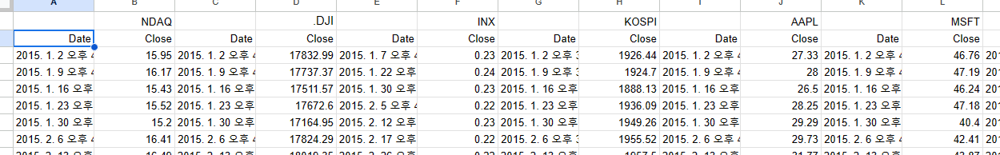 A B C D E F G H I J K L
NDAQ .DJI INX KOSPI AAPL MSFT
Date Close Date Close Date Close Date Close Date Close Date Close
2015. 1. 2 오후 4 15.95 2015. 1. 2 오후 4 17832.99 2015. 1. 7 오후 4 0.23 2015. 1. 2 오후 3 1926.44 2015. 1. 2 오후 4 27.33 2015. 1. 2 오후 4 46.76 201
2015. 1. 9 오후 4 16.17 2015. 1. 9 오후 4 17737.37 2015. 1. 22 오후 0.24 2015. 1. 9 오후 3 1924.7 2015. 1. 9 오후 4 28 2015. 1. 9 오후 4 47.19 201
2015. 1. 16 오후 15.43 2015. 1. 16 오후 17511.57 2015. 1. 30 오후 0.23 2015. 1. 16 오후 1888.13 2015. 1. 16 오후 26.5 2015. 1. 16 오후 46.24 201
2015. 1. 23 오후 15.52 2015. 1. 23 오후 17672.6 2015. 2. 5 오후 4 0.22 2015. 1. 23 오후 1936.09 2015. 1. 23 오후 28.25 2015. 1. 23 오후 47.18 201
2015. 1. 30 오후 15.2 2015. 1. 30 오후 17164.95 2015. 2. 12 오후 0.23 2015. 1. 30 오후 1949.26 2015. 1. 30 오후 29.29 2015. 1. 30 오후 40.4 201
2015. 2. 6 오후 4 16.41 2015. 2. 6 오후 4 17824.29 2015. 2. 17 오후 0.22 2015. 2. 6 오후 3 1955.52 2015. 2. 6 오후 4 29.73 2015. 2. 6 오후 4 42.41 201